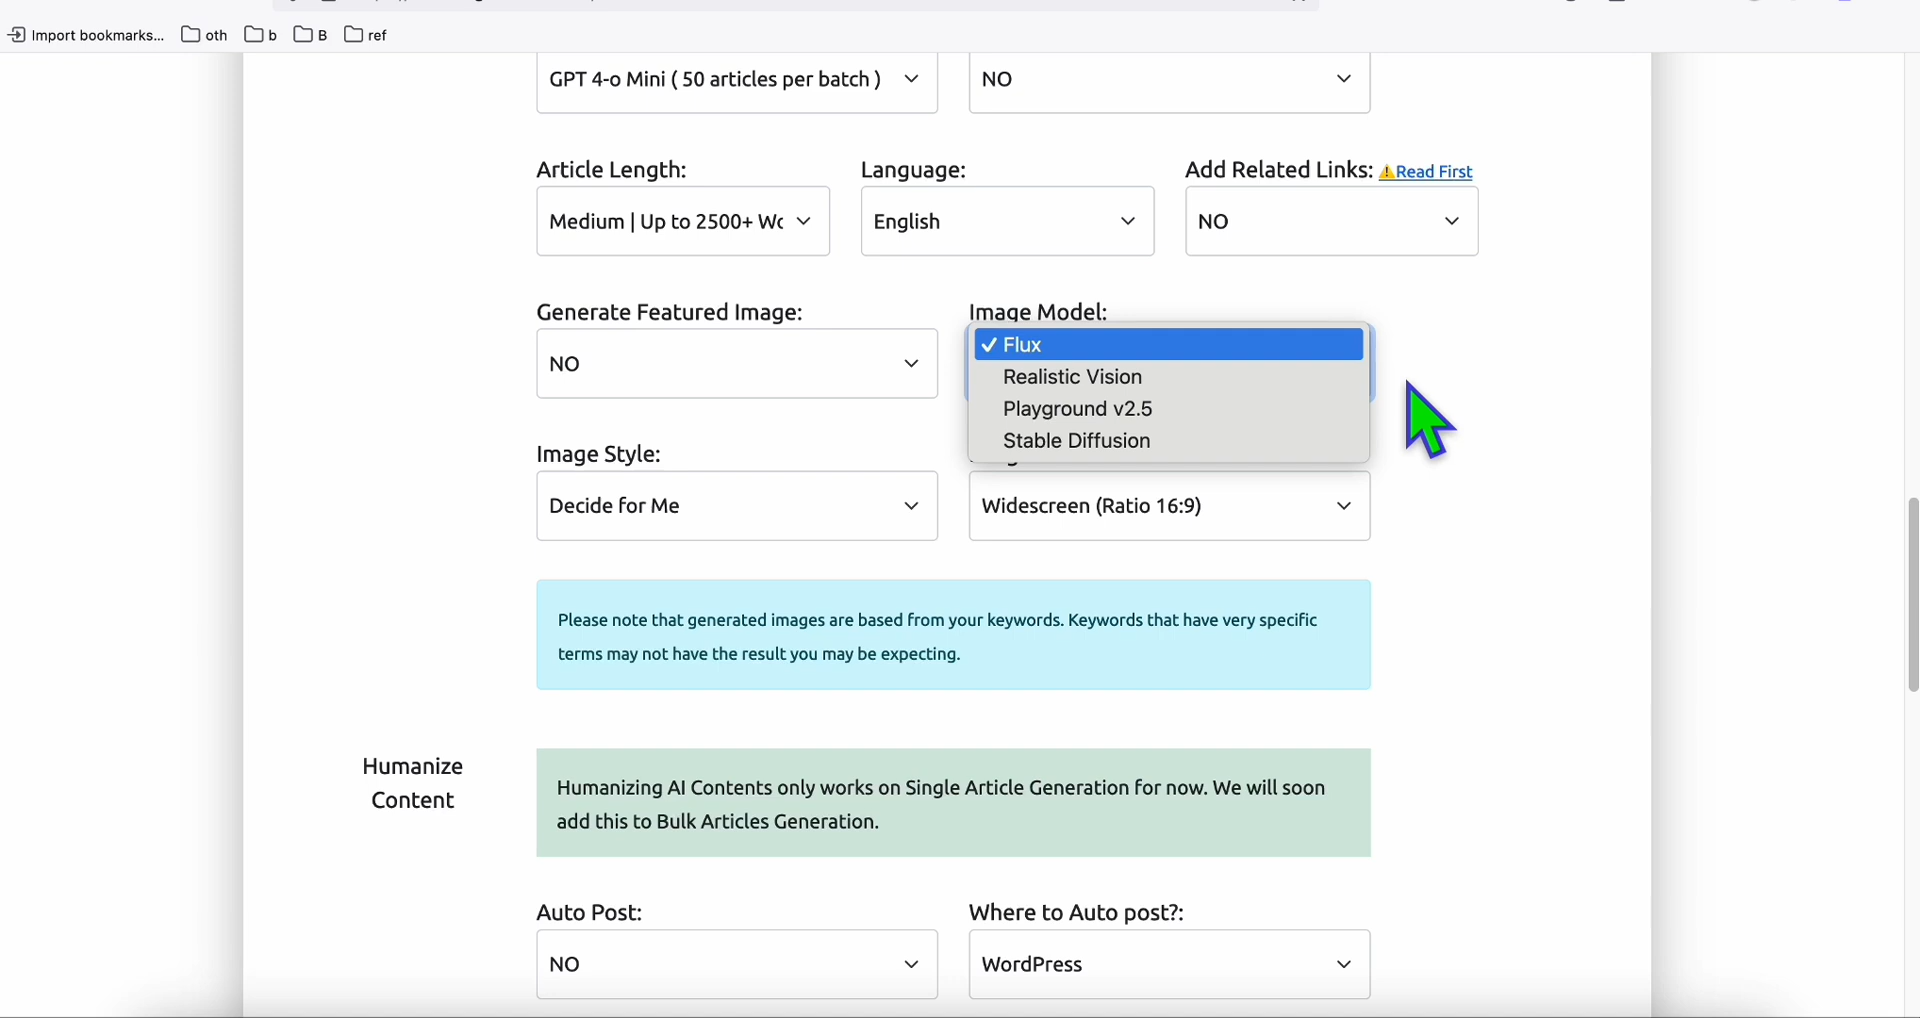 Import bookmarks... oth b B ref
GPT 4-o Mini ( 50 articles per batch ) NO
Article Length: Language: Add Related Links: ⚠Read First
Medium | Up to 2500+ Wc English NO
Generate Featured Image: Image Model:
NO ✓ Flux
Realistic Vision
Playground v2.5
Stable Diffusion
Image Style:
Decide for Me Widescreen (Ratio 16:9)
Please note that generated images are based from your keywords. Keywords that have very specific
terms may not have the result you may be expecting.
Humanize
Content
Humanizing AI Contents only works on Single Article Generation for now. We will soon
add this to Bulk Articles Generation.
Auto Post: Where to Auto post?:
NO WordPress